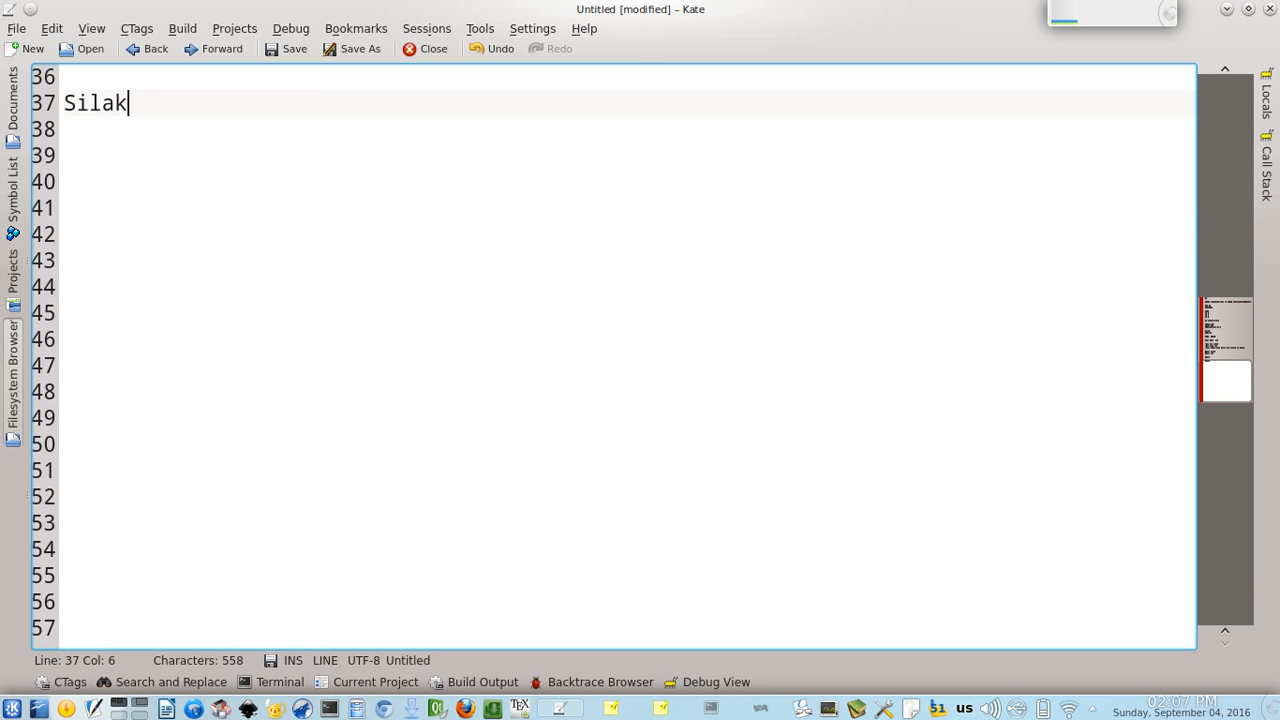 Untitled [modified] – Kate
File Edit View CTags Build Projects Debug Bookmarks Sessions Tools Settings Help
New Open Back Forward Save Save As Close Undo Redo
Documents
Symbol List
Projects
Filesystem Browser
Locals
Call Stack
36
37 Silak
38
39
40
41
42
43
44
45
46
47
48
49
50
51
52
53
54
55
56
57
Line: 37 Col: 6 Characters: 558 INS LINE UTF-8 Untitled
CTags Search and Replace Terminal Current Project Build Output Backtrace Browser Debug View
us
02:07 PM
Sunday, September 04, 2016